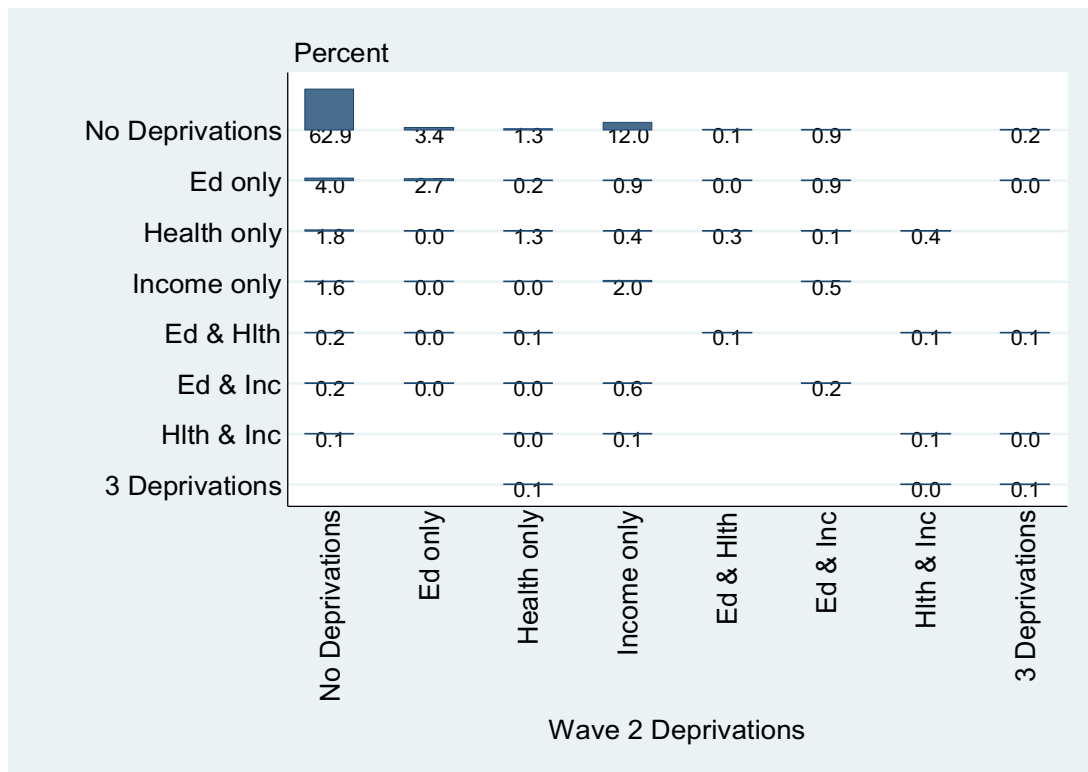 Percent
No Deprivations 62.9 3.4 1.3 12.0 0.1 0.9 0.2
Ed only 4.0 2.7 0.2 0.9 0.0 0.9 0.0
Health only 1.8 0.0 1.3 0.4 0.3 0.1 0.4
Income only 1.6 0.0 0.0 2.0 0.5
Ed & Hlth 0.2 0.0 0.1 0.1 0.1 0.1
Ed & Inc 0.2 0.0 0.0 0.6 0.2
Hlth & Inc 0.1 0.0 0.1 0.1 0.0
3 Deprivations 0.1 0.0 0.1
No Deprivations
Ed only
Health only
Income only
Ed & Hlth
Ed & Inc
Hlth & Inc
3 Deprivations
Wave 2 Deprivations